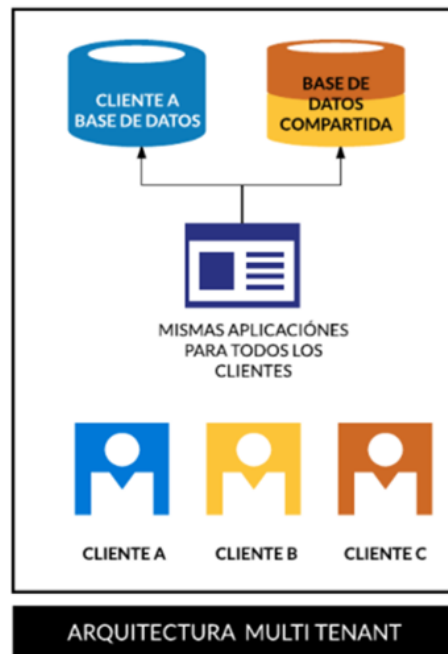 CLIENTE A
BASE DE DATOS
BASE DE
DATOS
COMPARTIDA
MISMAS APLICACIÓNES
PARA TODOS LOS
CLIENTES
CLIENTE A
CLIENTE B
CLIENTE C
ARQUITECTURA MULTI TENANT